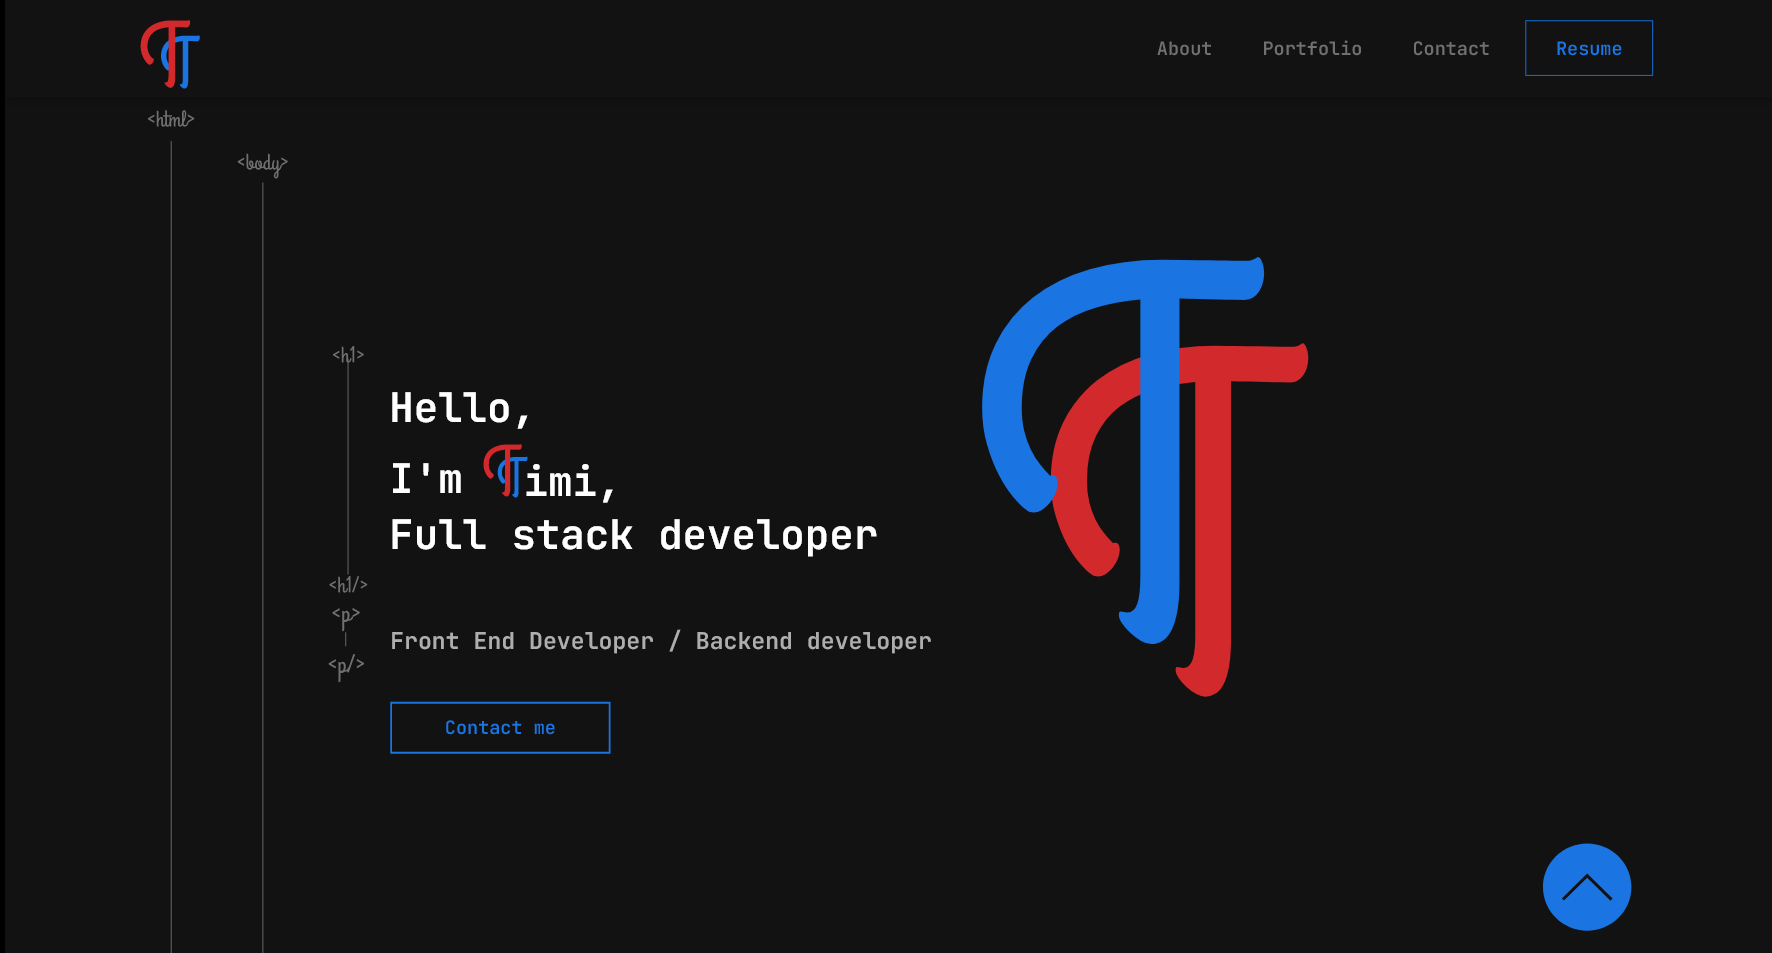 About Portfolio Contact Resume
<html>
<body>
<h1>
Hello,
I'm Timi,
Full stack developer
<h1/>
<p>
Front End Developer / Backend developer
<p/>
Contact me